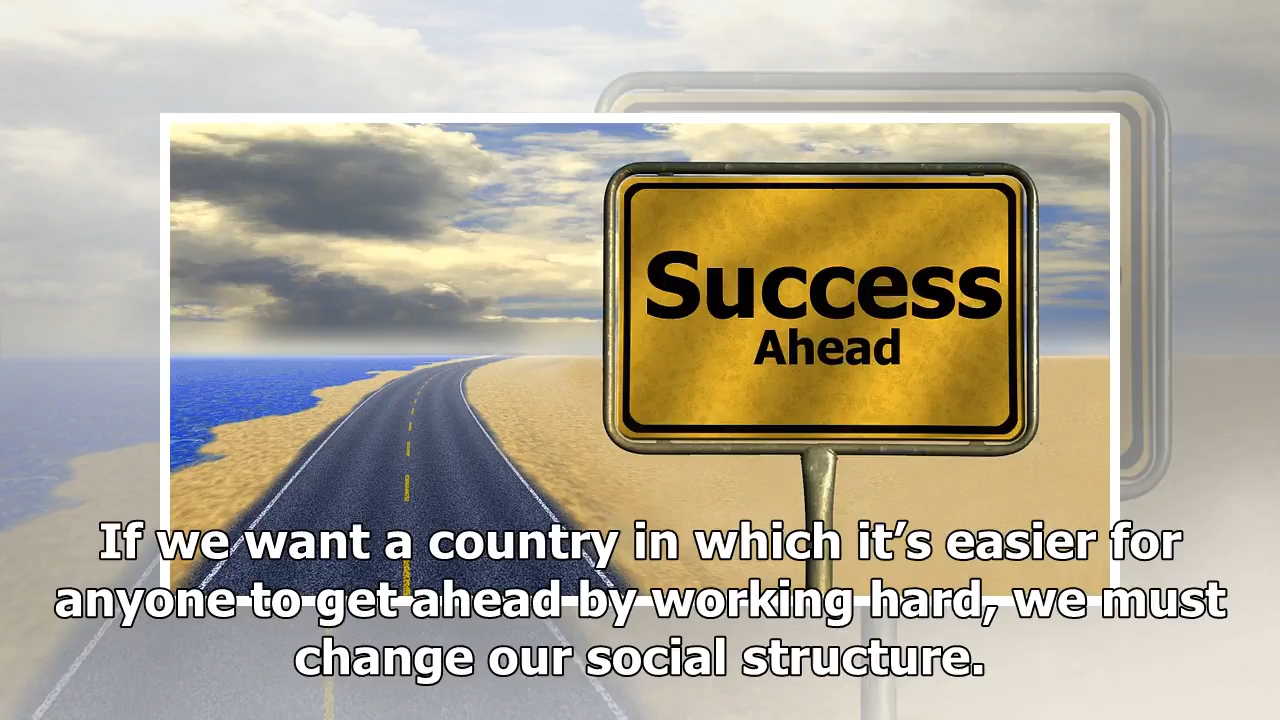 Success
Ahead
If we want a country in which it’s easier for
anyone to get ahead by working hard, we must
change our social structure.